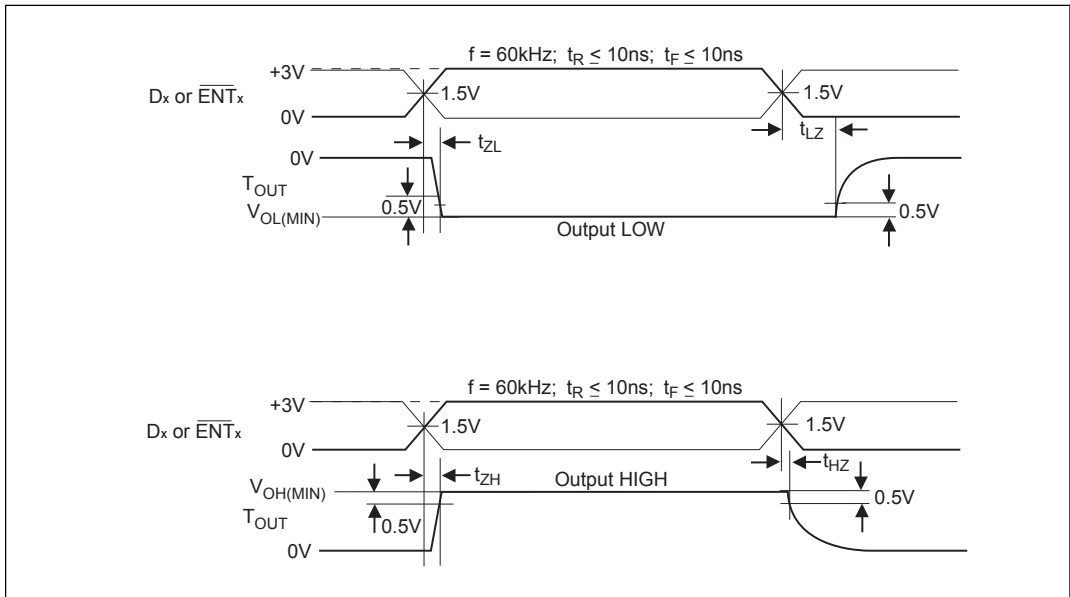 f = 60kHz; tR ≤ 10ns; tF ≤ 10ns
+3V
Dx or E̅N̅T̅x
1.5V
1.5V
0V
tZL
tLZ
0V
TOUT
0.5V
VOL(MIN)
Output LOW
0.5V
f = 60kHz; tR ≤ 10ns; tF ≤ 10ns
+3V
Dx or E̅N̅T̅x
1.5V
1.5V
0V
tZH
Output HIGH
tHZ
VOH(MIN)
0.5V
TOUT
0.5V
0V